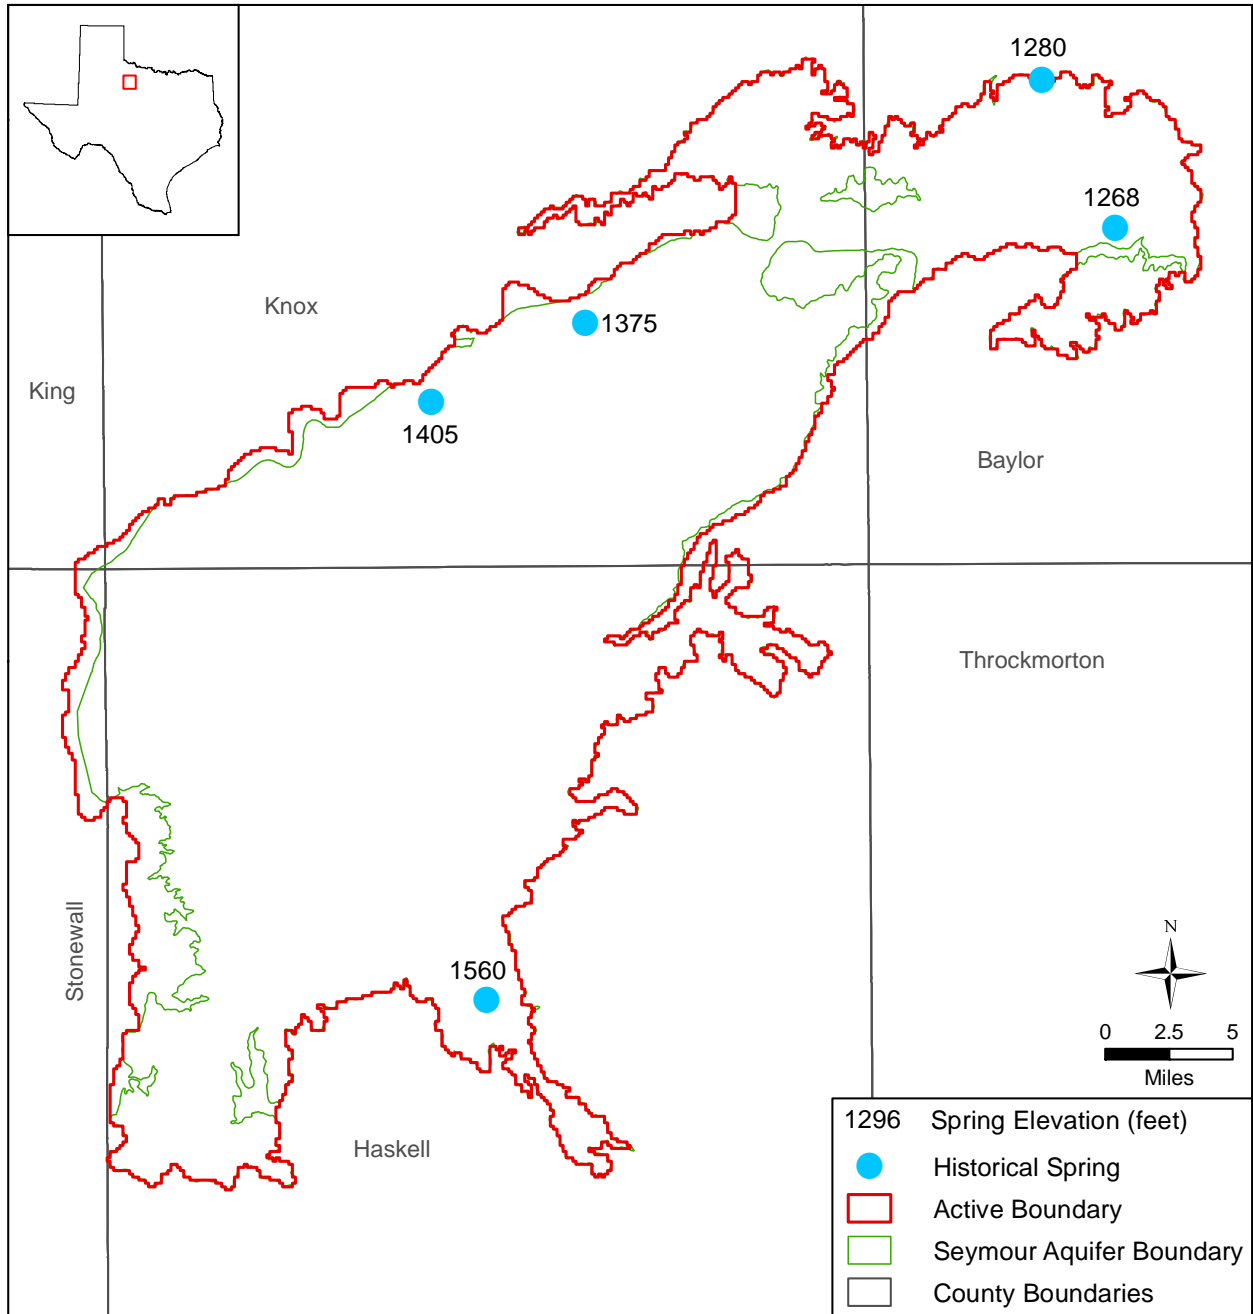 1280
1268
Knox
1375
King
1405
Baylor
Throckmorton
Stonewall
1560
N
0 2.5 5
Miles
Haskell
1296 Spring Elevation (feet)
Historical Spring
Active Boundary
Seymour Aquifer Boundary
County Boundaries